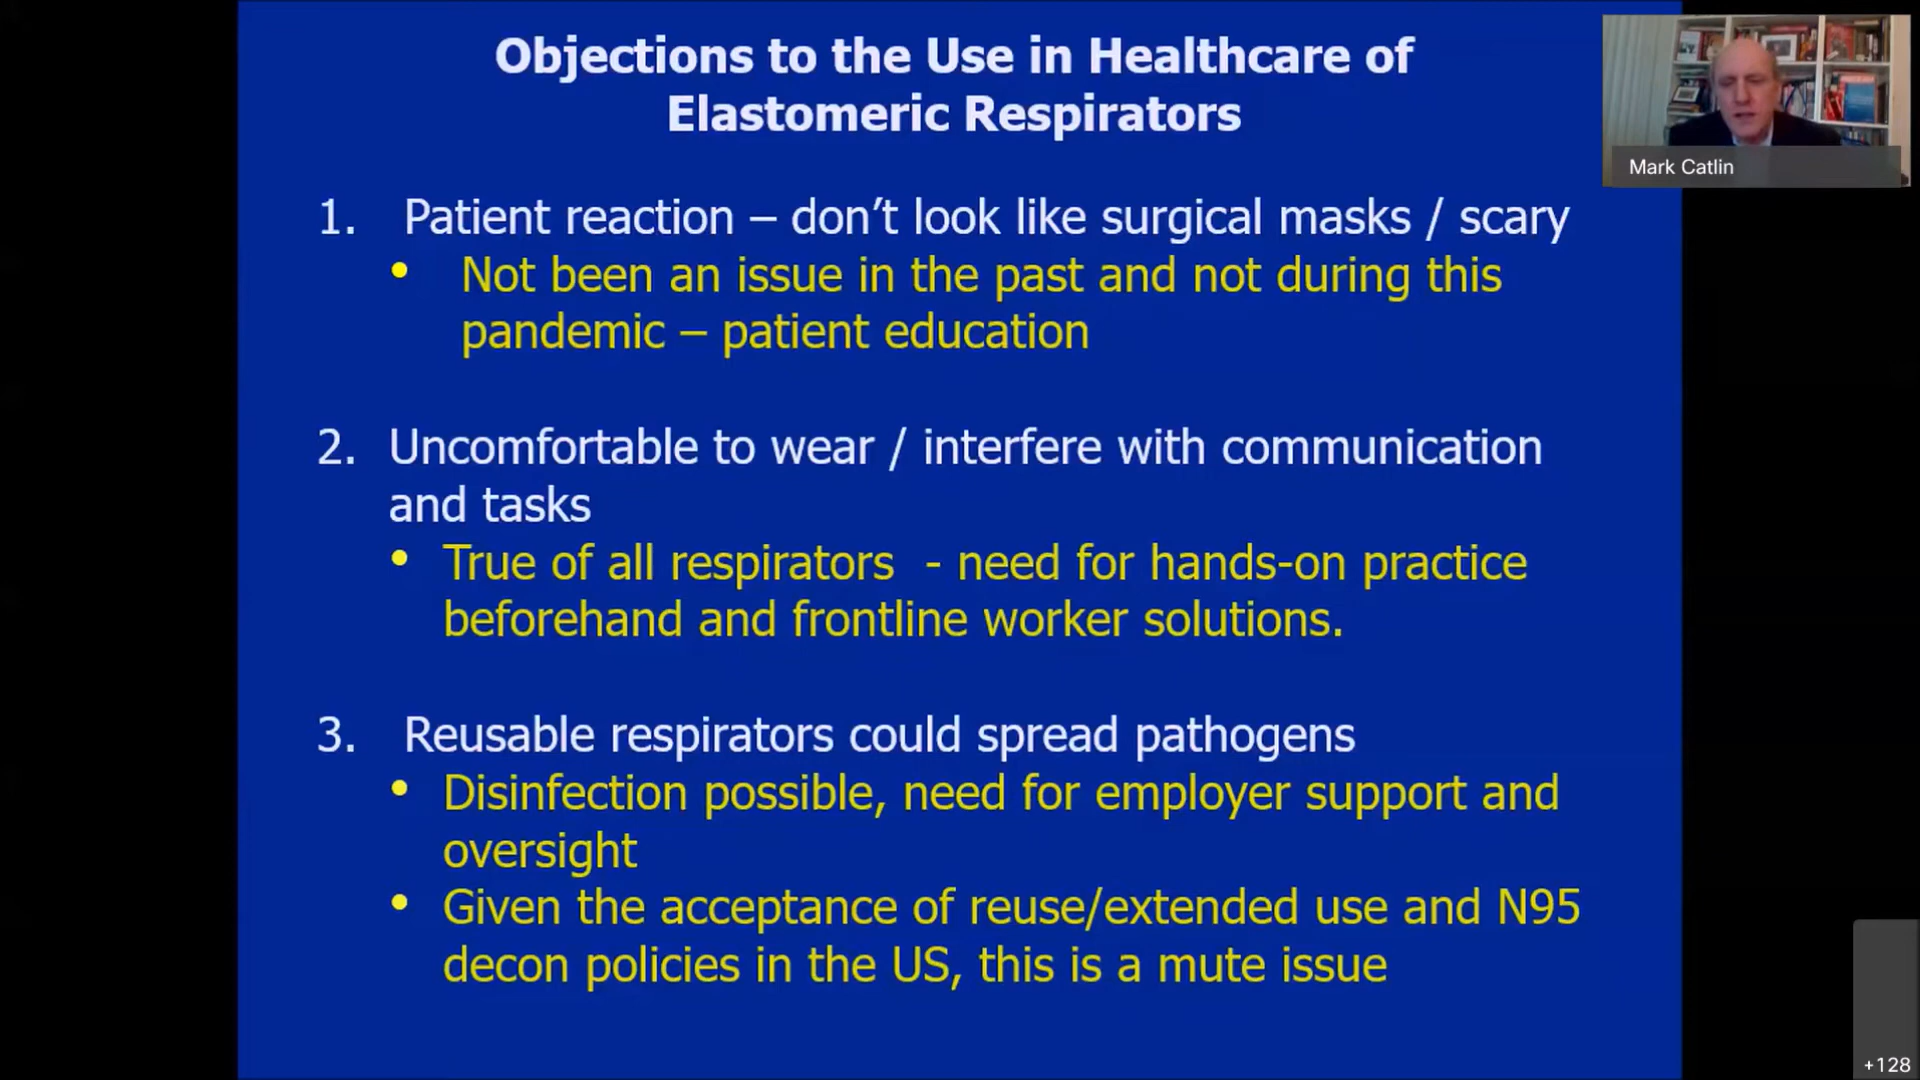 Objections to the Use in Healthcare of
Elastomeric Respirators
Mark Catlin
1. Patient reaction – don’t look like surgical masks / scary
• Not been an issue in the past and not during this
pandemic – patient education
2. Uncomfortable to wear / interfere with communication
and tasks
• True of all respirators - need for hands-on practice
beforehand and frontline worker solutions.
3. Reusable respirators could spread pathogens
• Disinfection possible, need for employer support and
oversight
• Given the acceptance of reuse/extended use and N95
decon policies in the US, this is a mute issue
+128